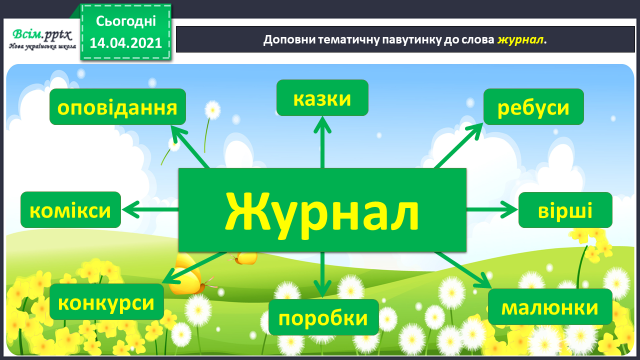 Всім.pptx
Нова українська школа
Сьогодні
14.04.2021
Доповни тематичну павутинку до слова журнал.
оповідання
казки
ребуси
комікси
Журнал
вірші
конкурси
поробки
малюнки